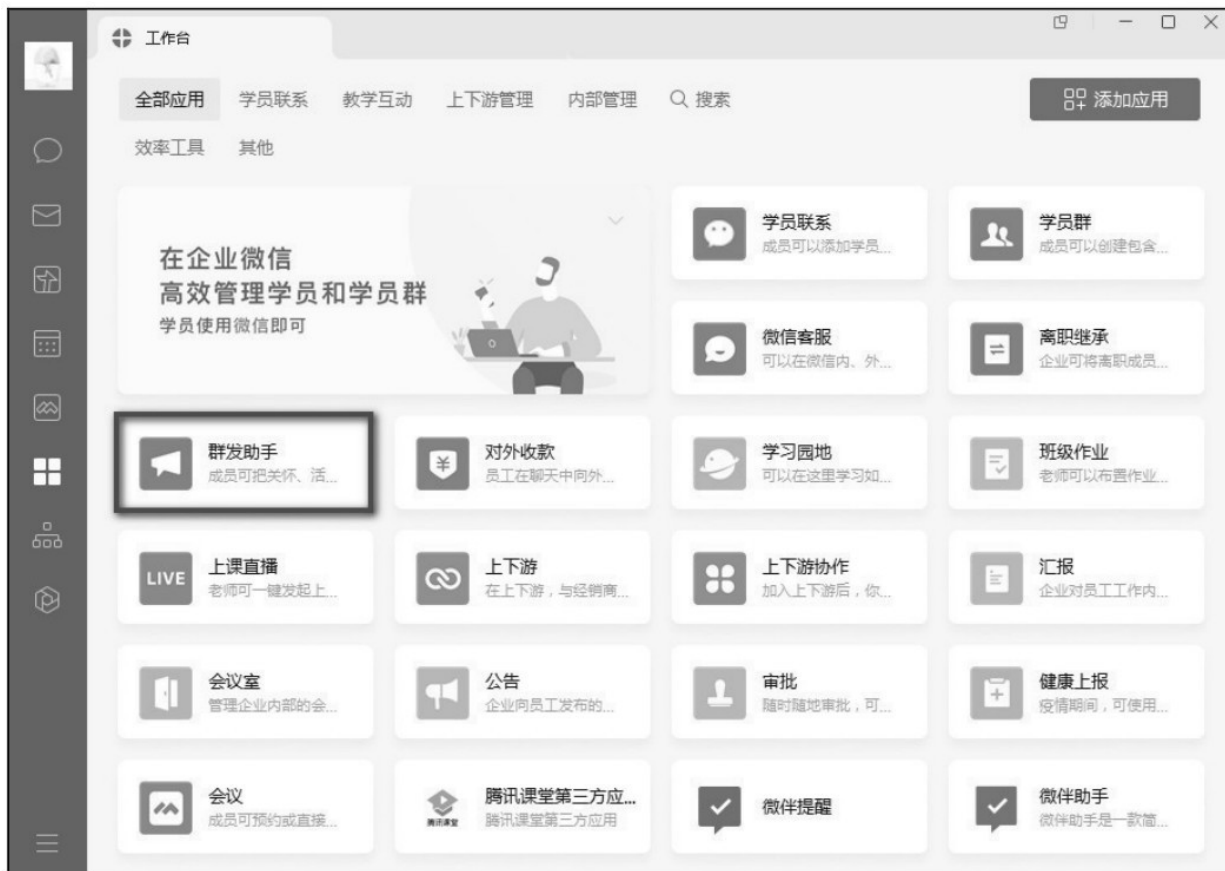 工作台
全部应用 学员联系 教学互动 上下游管理 内部管理 搜索 添加应用
效率工具 其他
在企业微信
高效管理学员和学员群
学员使用微信即可
学员联系
成员可以添加学员...
学员群
成员可以创建包含...
微信客服
可以在微信内、外...
离职继承
企业可将离职成员...
群发助手
成员可把关怀、活...
对外收款
员工在聊天中向外...
学习园地
可以在这里学习如...
班级作业
老师可以布置作业...
LIVE
上课直播
老师可一键发起上...
上下游
在上下游，与经销商...
上下游协作
加入上下游后，你...
汇报
企业对员工工作内...
会议室
管理企业内部的会...
公告
企业向员工发布的...
审批
随时随地审批，可...
健康上报
疫情期间，可使用...
会议
成员可预约或直接...
腾讯课堂
腾讯课堂第三方应...
腾讯课堂第三方应用
微伴提醒
微伴助手
微伴助手是一款简...